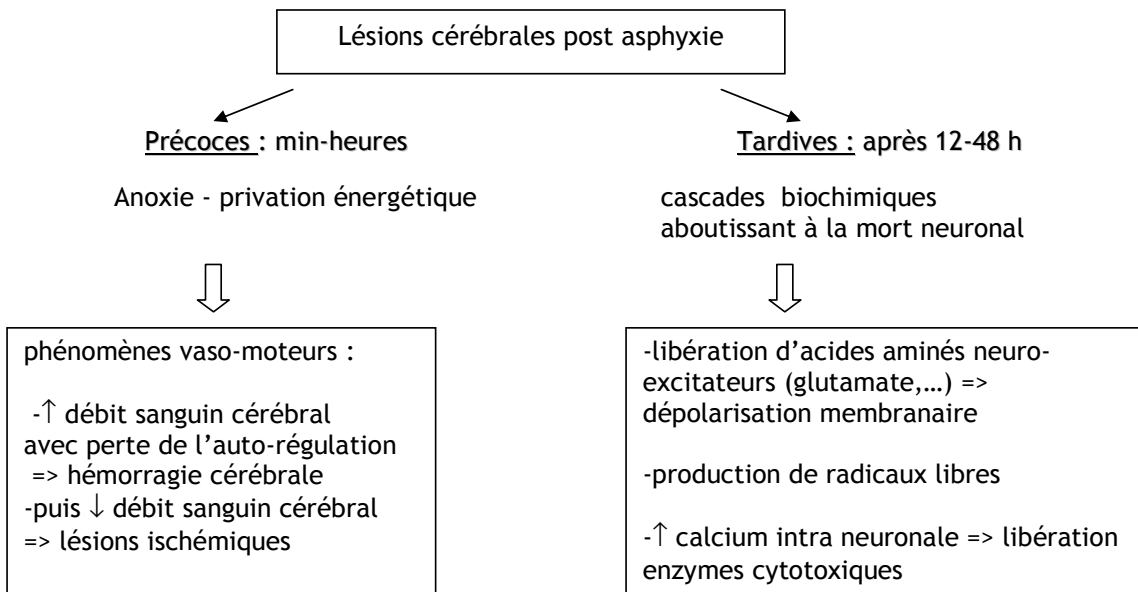 Lésions cérébrales post asphyxie
Précoces : min-heures
Anoxie - privation énergétique
phénomènes vaso-moteurs :
-↑ débit sanguin cérébral
avec perte de l’auto-régulation
=> hémorragie cérébrale
-puis ↓ débit sanguin cérébral
=> lésions ischémiques
Tardives : après 12-48 h
cascades biochimiques
aboutissant à la mort neuronal
-libération d’acides aminés neuro-
excitateurs (glutamate,…) =>
dépolarisation membranaire
-production de radicaux libres
-↑ calcium intra neuronale => libération
enzymes cytotoxiques